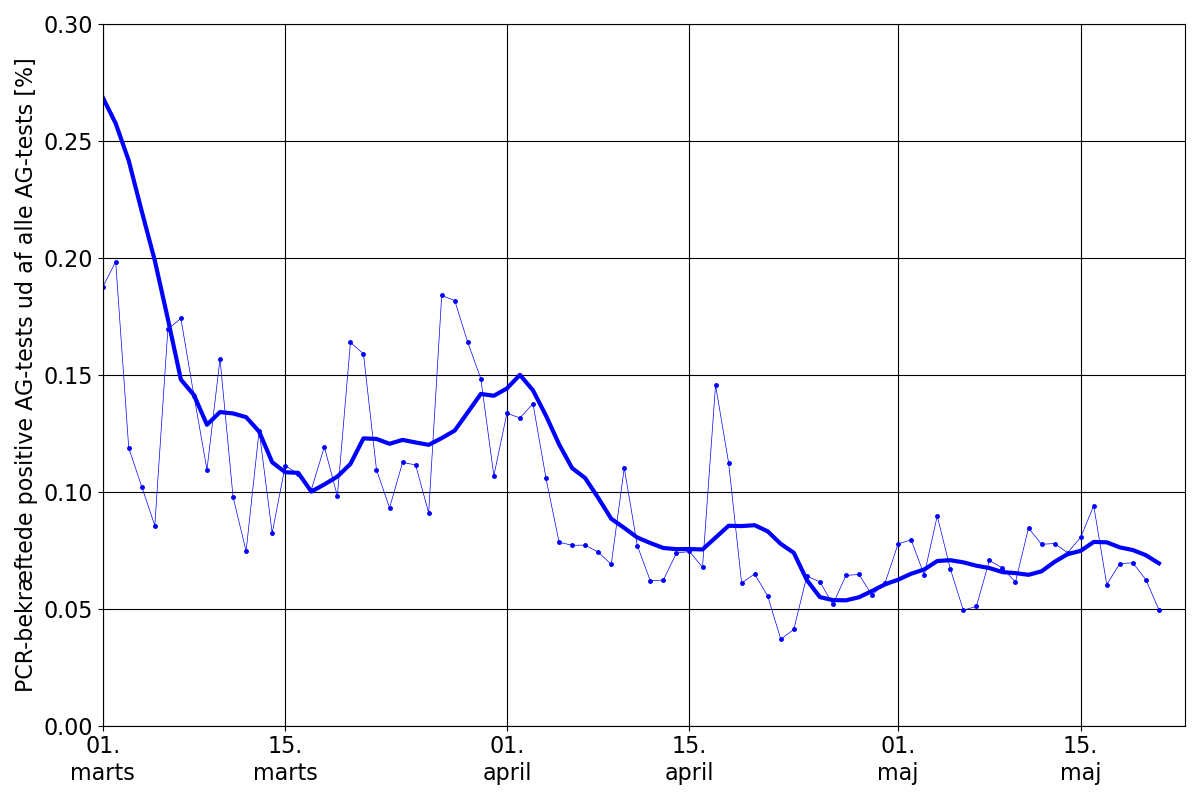 PCR-bekræftede positive AG-tests ud af alle AG-tests [%]
0.30
0.25
0.20
0.15
0.10
0.05
0.00
01. marts
15. marts
01. april
15. april
01. maj
15. maj